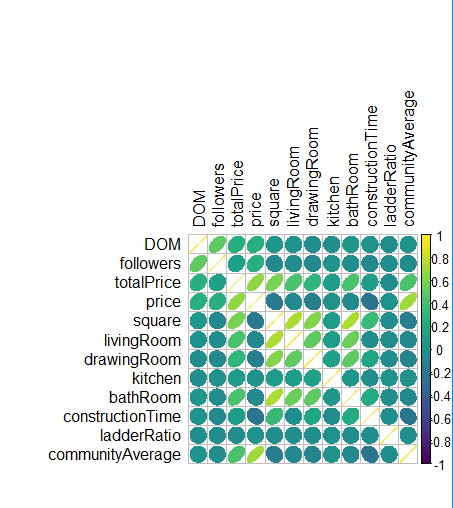 DOM
followers
totalPrice
price
square
livingRoom
drawingRoom
kitchen
bathRoom
constructionTime
ladderRatio
communityAverage
DOM
followers
totalPrice
price
square
livingRoom
drawingRoom
kitchen
bathRoom
constructionTime
ladderRatio
communityAverage
1
0.8
0.6
0.4
0.2
0
-0.2
-0.4
-0.6
-0.8
-1